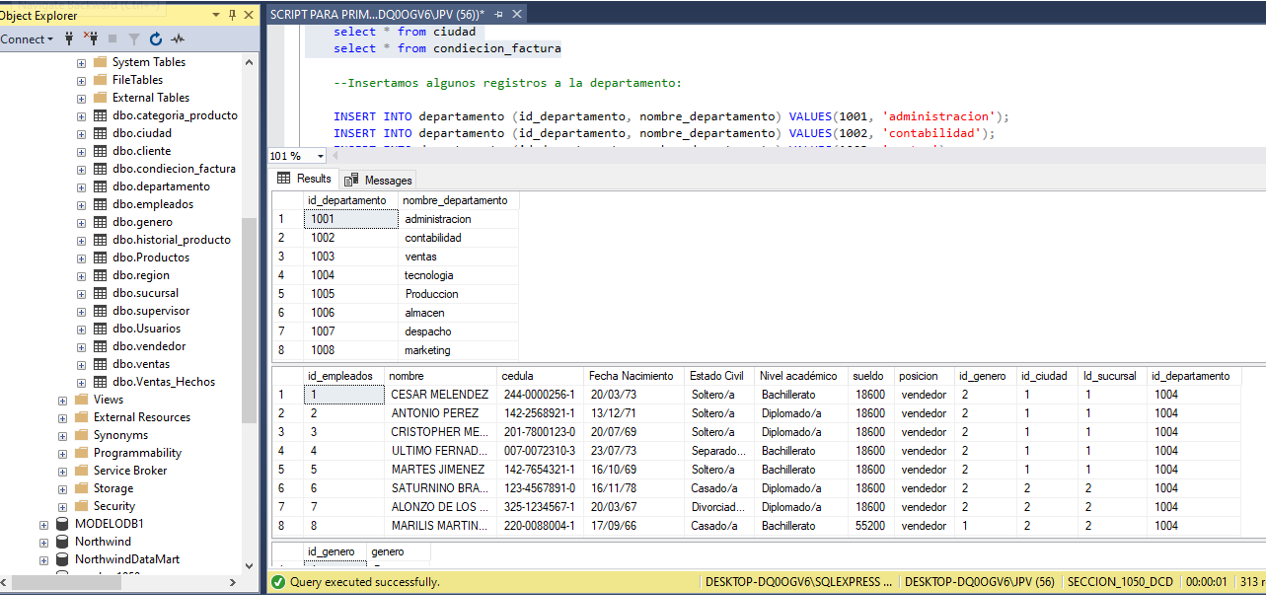 Object Explorer
Connect
System Tables
FileTables
External Tables
dbo.categoria_producto
dbo.ciudad
dbo.cliente
dbo.condiecion_factura
dbo.departamento
dbo.empleados
dbo.genero
dbo.historial_producto
dbo.Productos
dbo.region
dbo.sucursal
dbo.supervisor
dbo.Usuarios
dbo.vendedor
dbo.ventas
dbo.Ventas_Hechos
Views
External Resources
Synonyms
Programmability
Service Broker
Storage
Security
MODELODB1
Northwind
NorthwindDataMart
SCRIPT PARA PRIM...DQ0OGV6\JPV (56))*
select * from ciudad
select * from condiecion_factura
--Insertamos algunos registros a la departamento:
INSERT INTO departamento (id_departamento, nombre_departamento) VALUES(1001, 'administracion');
INSERT INTO departamento (id_departamento, nombre_departamento) VALUES(1002, 'contabilidad');
101 %
Results Messages
id_departamento nombre_departamento
1 1001 administracion
2 1002 contabilidad
3 1003 ventas
4 1004 tecnologia
5 1005 Produccion
6 1006 almacen
7 1007 despacho
8 1008 marketing
id_empleados nombre cedula Fecha Nacimiento Estado Civil Nivel académico sueldo posicion id_genero id_ciudad Id_sucursal id_departamento
1 1 CESAR MELENDEZ 244-0000256-1 20/03/73 Soltero/a Bachillerato 18600 vendedor 2 1 1 1004
2 2 ANTONIO PEREZ 142-2568921-1 13/12/71 Soltero/a Diplomado/a 18600 vendedor 2 1 1 1004
3 3 CRISTOPHER ME... 201-7800123-0 20/07/69 Soltero/a Diplomado/a 18600 vendedor 2 1 1 1004
4 4 ULTIMO FERNAD... 007-0072310-3 23/07/73 Separado... Bachillerato 18600 vendedor 2 1 1 1004
5 5 MARTES JIMENEZ 142-7654321-1 16/10/69 Soltero/a Bachillerato 18600 vendedor 2 1 1 1004
6 6 SATURNINO BRA... 123-4567891-0 16/11/78 Casado/a Diplomado/a 18600 vendedor 2 2 2 1004
7 7 ALONZO DE LOS ... 325-1234567-1 20/03/67 Divorciad... Diplomado/a 18600 vendedor 2 2 2 1004
8 8 MARILIS MARTIN... 220-0088004-1 17/09/66 Casado/a Bachillerato 55200 vendedor 1 2 2 1004
id_genero genero
Query executed successfully. DESKTOP-DQ0OGV6\SQLEXPRESS ... DESKTOP-DQ0OGV6\JPV (56) SECCION_1050_DCD 00:00:01 313 r